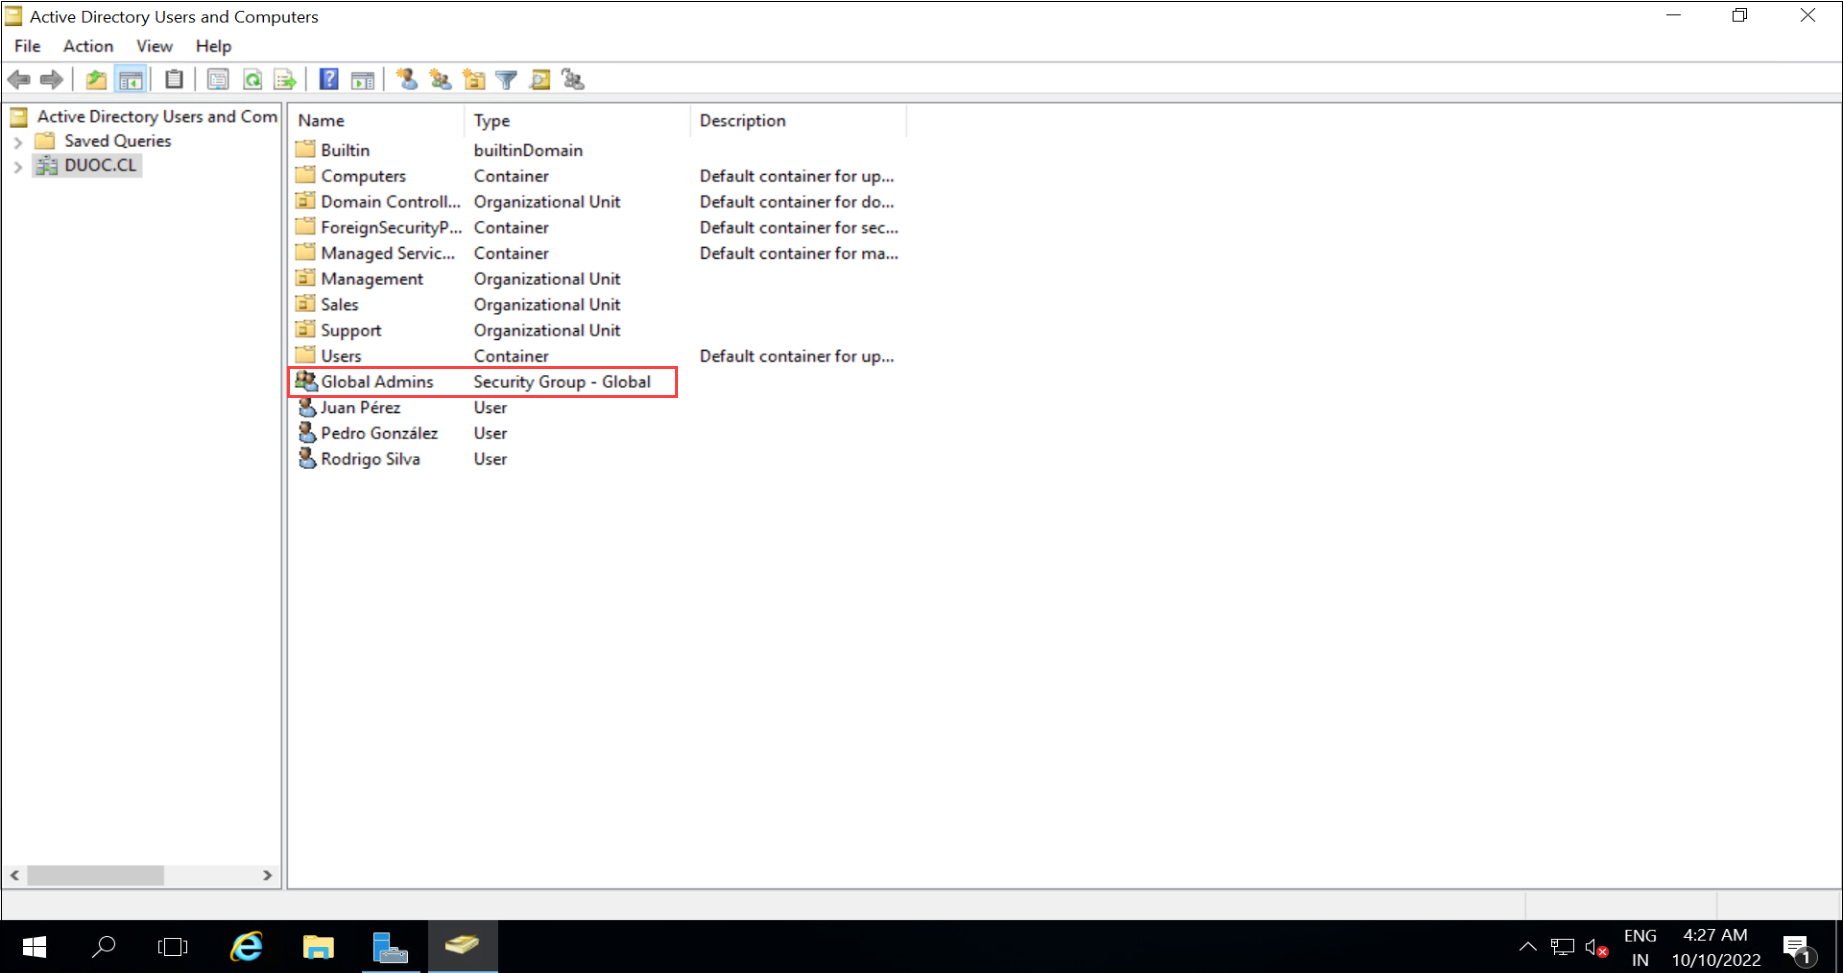 Active Directory Users and Computers
File Action View Help
Active Directory Users and Com
Saved Queries
DUOC.CL
Name Type Description
Builtin builtinDomain
Computers Container Default container for up...
Domain Controll... Organizational Unit Default container for do...
ForeignSecurityP... Container Default container for sec...
Managed Servic... Container Default container for ma...
Management Organizational Unit
Sales Organizational Unit
Support Organizational Unit
Users Container Default container for up...
Global Admins Security Group - Global
Juan Pérez User
Pedro González User
Rodrigo Silva User
ENG 4:27 AM
IN 10/10/2022
1